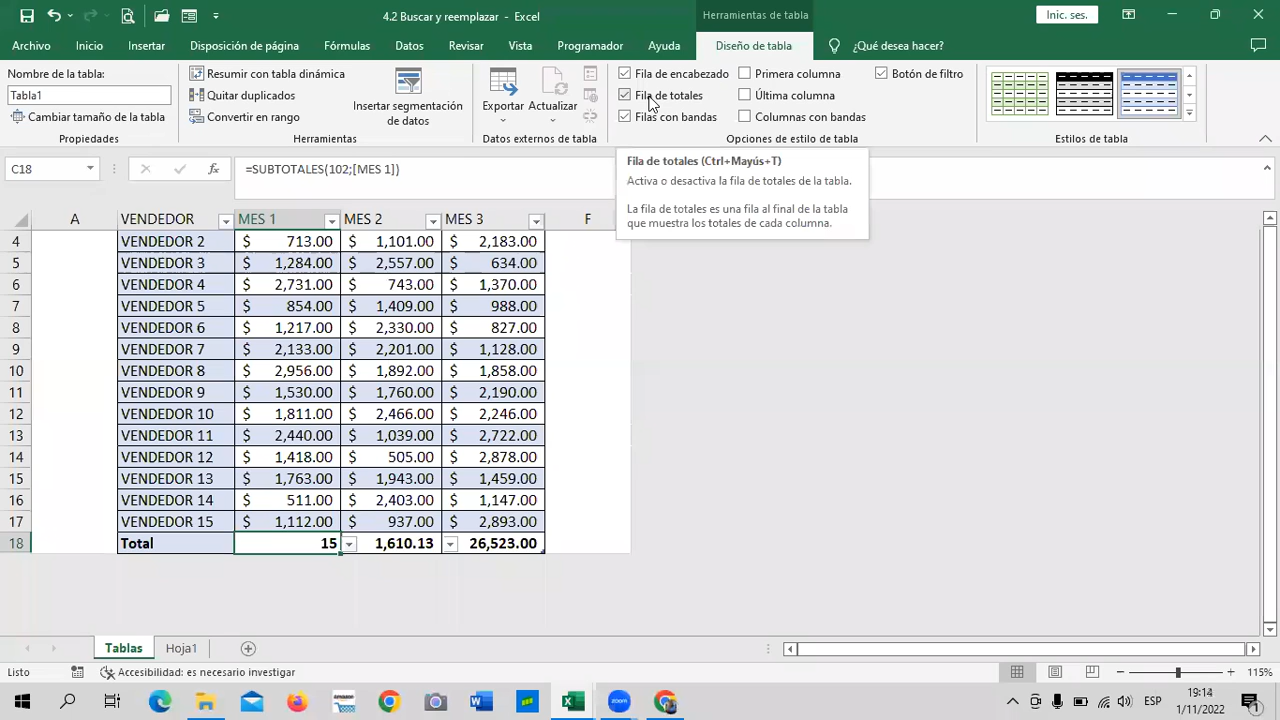 4.2 Buscar y reemplazar - Excel
Herramientas de tabla
Inic. ses.
Archivo Inicio Insertar Disposición de página Fórmulas Datos Revisar Vista Programador Ayuda Diseño de tabla ¿Qué desea hacer?
Nombre de la tabla:
Tabla1
Cambiar tamaño de la tabla
Propiedades
Resumir con tabla dinámica
Quitar duplicados
Convertir en rango
Insertar segmentación
de datos
Herramientas
Exportar Actualizar
Datos externos de tabla
Fila de encabezado Primera columna Botón de filtro
Fila de totales Última columna
Filas con bandas Columnas con bandas
Opciones de estilo de tabla
Estilos de tabla
C18 fx =SUBTOTALES(102;[MES 1])
Fila de totales (Ctrl+Mayús+T)
Activa o desactiva la fila de totales de la tabla.
La fila de totales es una fila al final de la tabla
que muestra los totales de cada columna.
A VENDEDOR MES 1 MES 2 MES 3 F
4 VENDEDOR 2 $ 713.00 $ 1,101.00 $ 2,183.00
5 VENDEDOR 3 $ 1,284.00 $ 2,557.00 $ 634.00
6 VENDEDOR 4 $ 2,731.00 $ 743.00 $ 1,370.00
7 VENDEDOR 5 $ 854.00 $ 1,409.00 $ 988.00
8 VENDEDOR 6 $ 1,217.00 $ 2,330.00 $ 827.00
9 VENDEDOR 7 $ 2,133.00 $ 2,201.00 $ 1,128.00
10 VENDEDOR 8 $ 2,956.00 $ 1,892.00 $ 1,858.00
11 VENDEDOR 9 $ 1,530.00 $ 1,760.00 $ 2,190.00
12 VENDEDOR 10 $ 1,811.00 $ 2,466.00 $ 2,246.00
13 VENDEDOR 11 $ 2,440.00 $ 1,039.00 $ 2,722.00
14 VENDEDOR 12 $ 1,418.00 $ 505.00 $ 2,878.00
15 VENDEDOR 13 $ 1,763.00 $ 1,943.00 $ 1,459.00
16 VENDEDOR 14 $ 511.00 $ 2,403.00 $ 1,147.00
17 VENDEDOR 15 $ 1,112.00 $ 937.00 $ 2,893.00
18 Total 15 1,610.13 26,523.00
Tablas Hoja1
Listo Accesibilidad: es necesario investigar 115%
ESP
19:14
1/11/2022